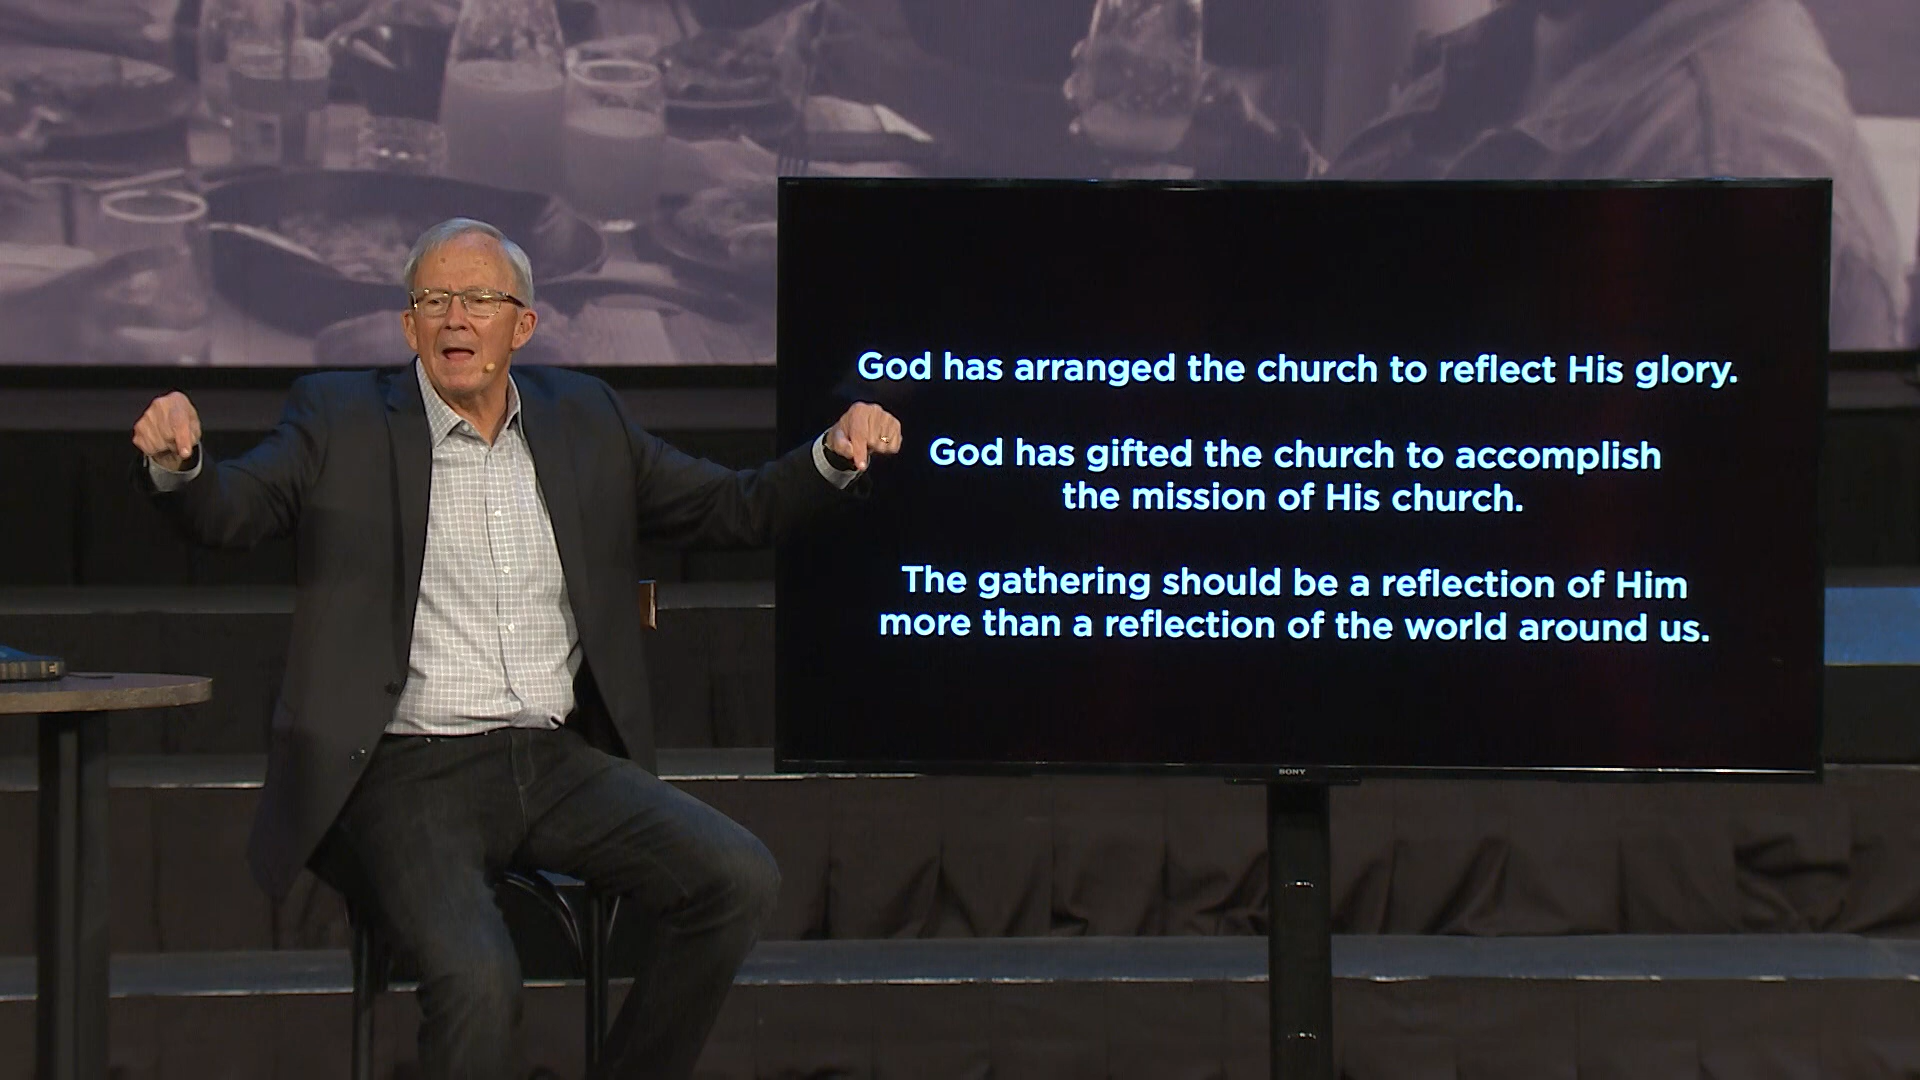 God has arranged the church to reflect His glory.
God has gifted the church to accomplish
the mission of His church.
The gathering should be a reflection of Him
more than a reflection of the world around us.
SONY